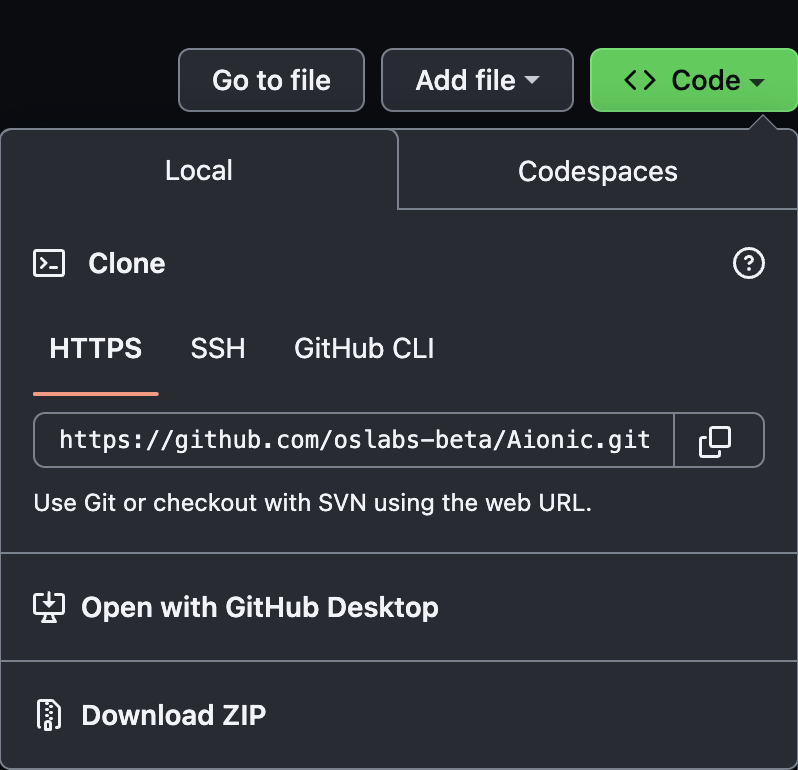 Go to file Add file Code
Local Codespaces
Clone
HTTPS SSH GitHub CLI
https://github.com/oslabs-beta/Aionic.git
Use Git or checkout with SVN using the web URL.
Open with GitHub Desktop
Download ZIP